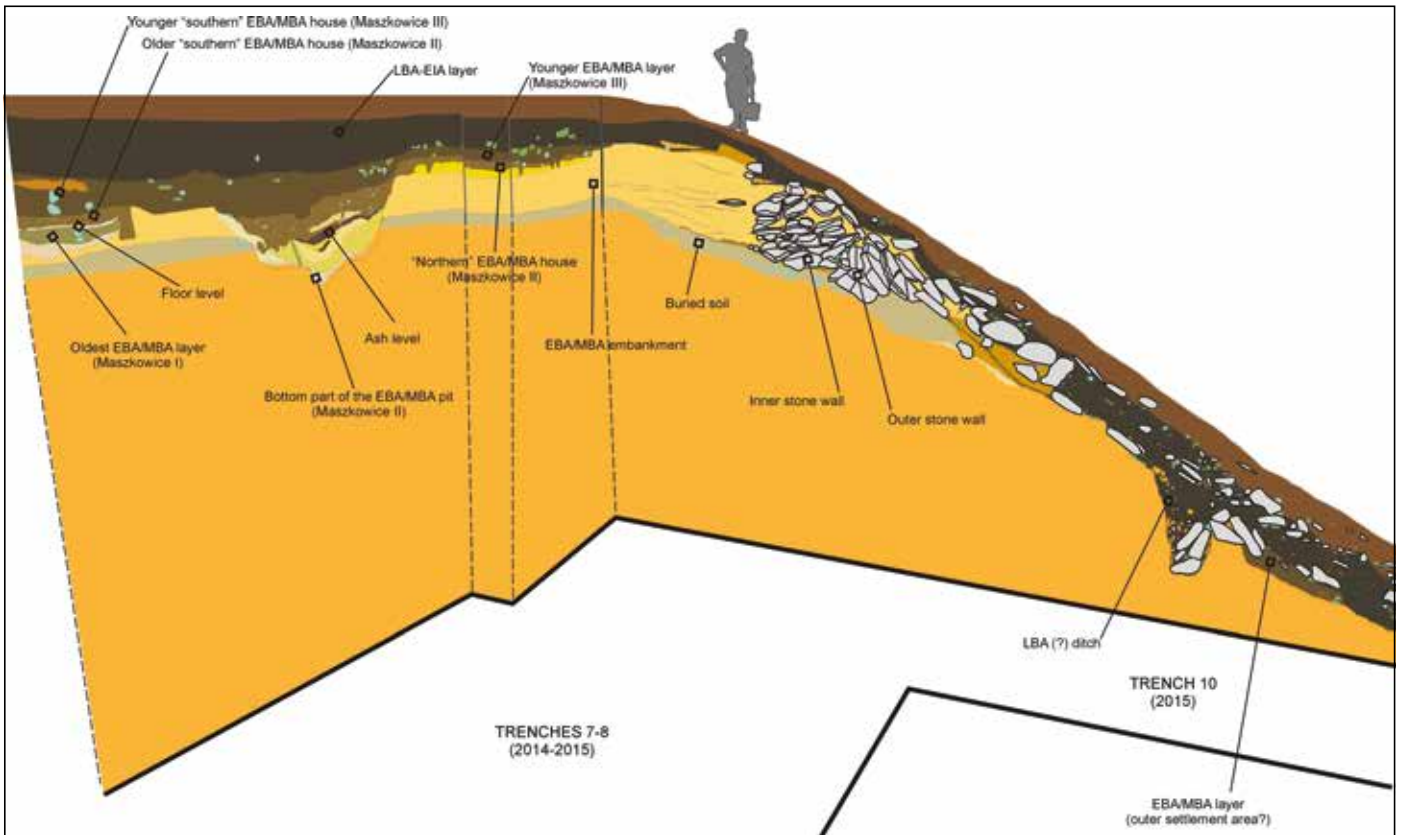 Younger "southern" EBA/MBA house (Maszkowice III)
Older "southern" EBA/MBA house (Maszkowice II)
LBA-EIA layer
Younger EBA/MBA layer
(Maszkowice III)
Floor level
Oldest EBA/MBA layer
(Maszkowice I)
Ash level
Bottom part of the EBA/MBA pit
(Maszkowice II)
"Northern" EBA/MBA house
(Maszkowice II)
EBA/MBA embankment
Buried soil
Inner stone wall
Outer stone wall
LBA (?) ditch
TRENCH 10
(2015)
TRENCHES 7-8
(2014-2015)
EBA/MBA layer
(outer settlement area?)